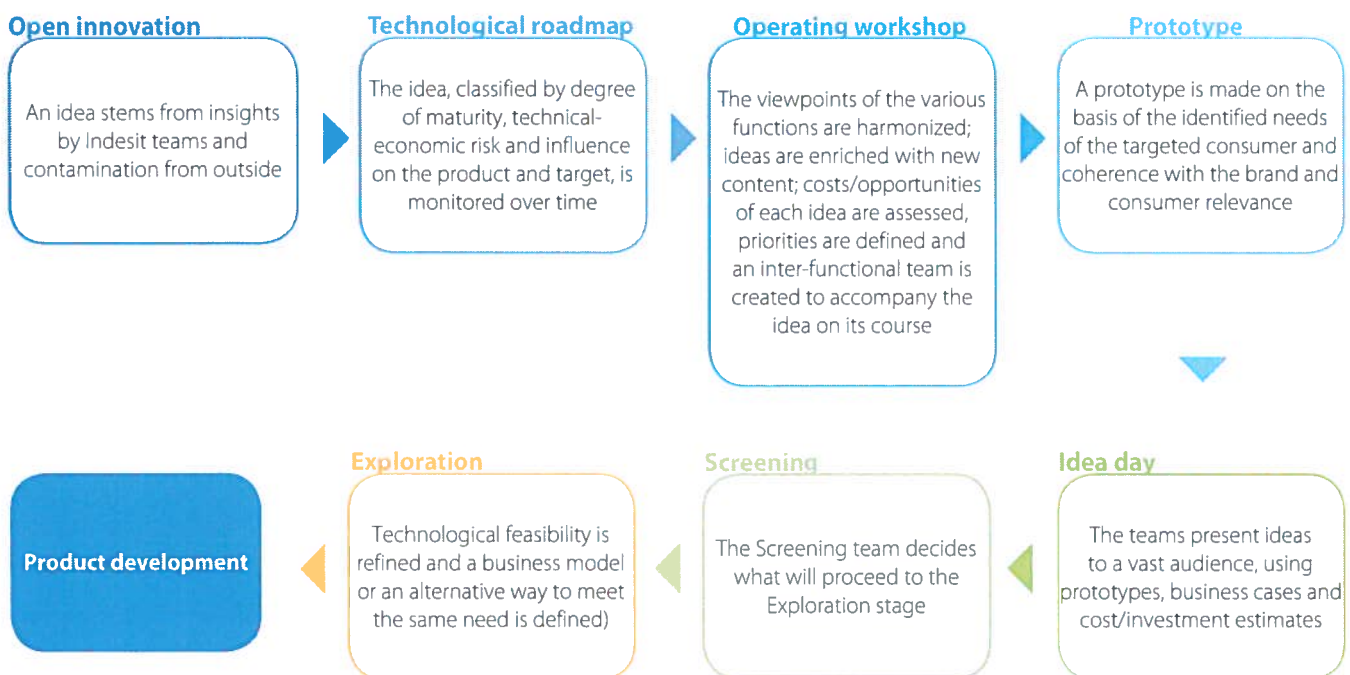 Open innovation
An idea stems from insights
by Indesit teams and
contamination from outside
Technological roadmap
The idea, classified by degree
of maturity, technical-
economic risk and influence
on the product and target, is
monitored over time
Operating workshop
The viewpoints of the various
functions are harmonized;
ideas are enriched with new
content; costs/opportunities
of each idea are assessed,
priorities are defined and
an inter-functional team is
created to accompany the
idea on its course
Prototype
A prototype is made on the
basis of the identified needs
of the targeted consumer and
coherence with the brand and
consumer relevance
Idea day
The teams present ideas
to a vast audience, using
prototypes, business cases and
cost/investment estimates
Screening
The Screening team decides
what will proceed to the
Exploration stage
Exploration
Technological feasibility is
refined and a business model
or an alternative way to meet
the same need is defined)
Product development